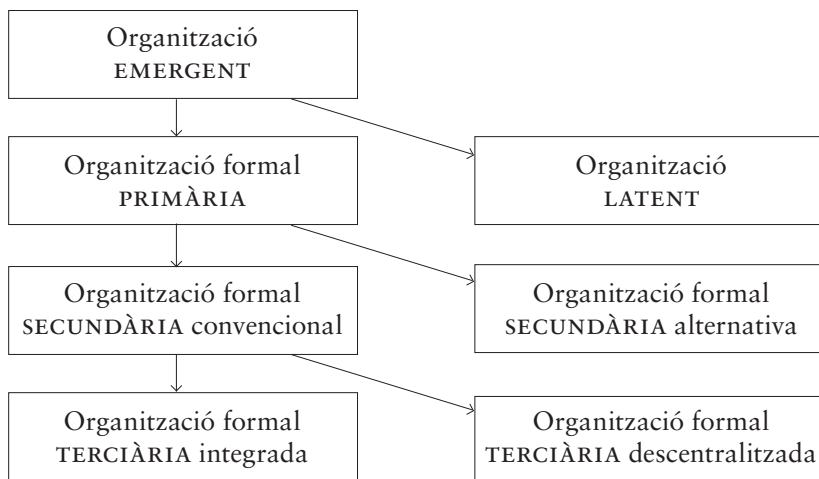 Organització
EMERGENT
Organització formal
PRIMÀRIA
Organització
LATENT
Organització formal
SECUNDÀRIA convencional
Organització formal
SECUNDÀRIA alternativa
Organització formal
TERCIÀRIA integrada
Organització formal
TERCIÀRIA descentralitzada